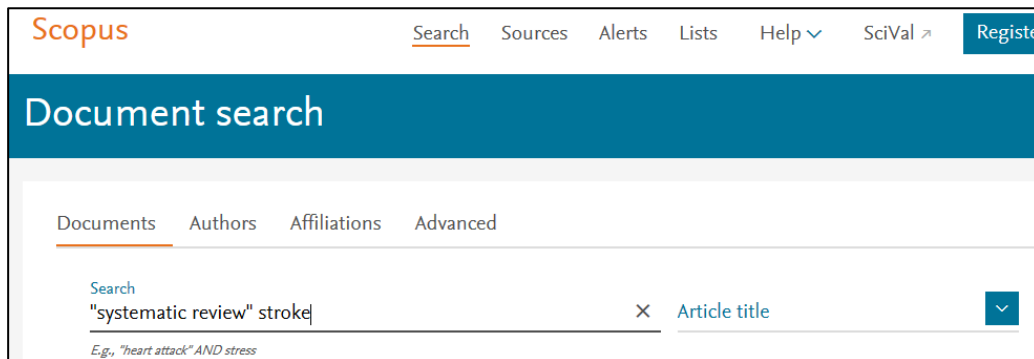 Scopus Search Sources Alerts Lists Help SciVal ↗
Document search
Documents Authors Affiliations Advanced
Search
"systematic review" stroke Article title
E.g., "heart attack" AND stress